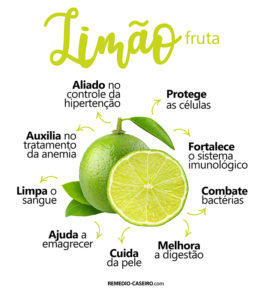 Limão fruta
Aliado no
controle da
hipertenção
Protege
as células
Auxilia no
tratamento
da anemia
Fortalece
o sistema
imunológico
Limpa o
sangue
Combate
bactérias
Ajuda a
emagrecer
Cuida
da pele
Melhora
a digestão
REMEDIO-CASEIRO.com